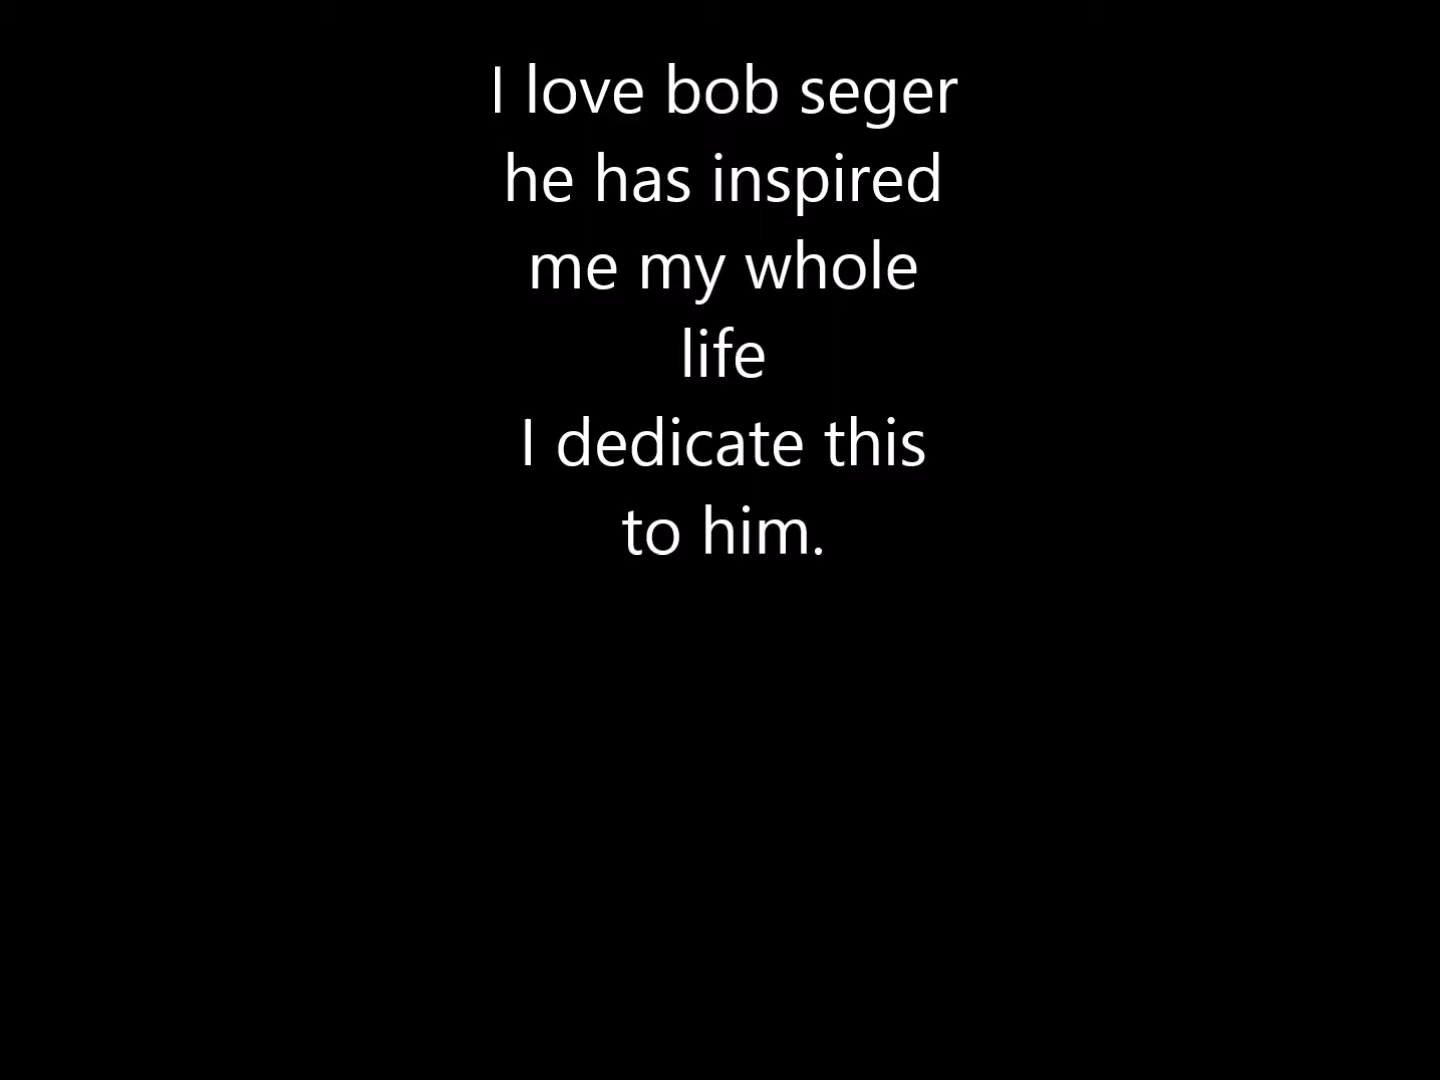 I love bob seger
he has inspired
me my whole
life
I dedicate this
to him.